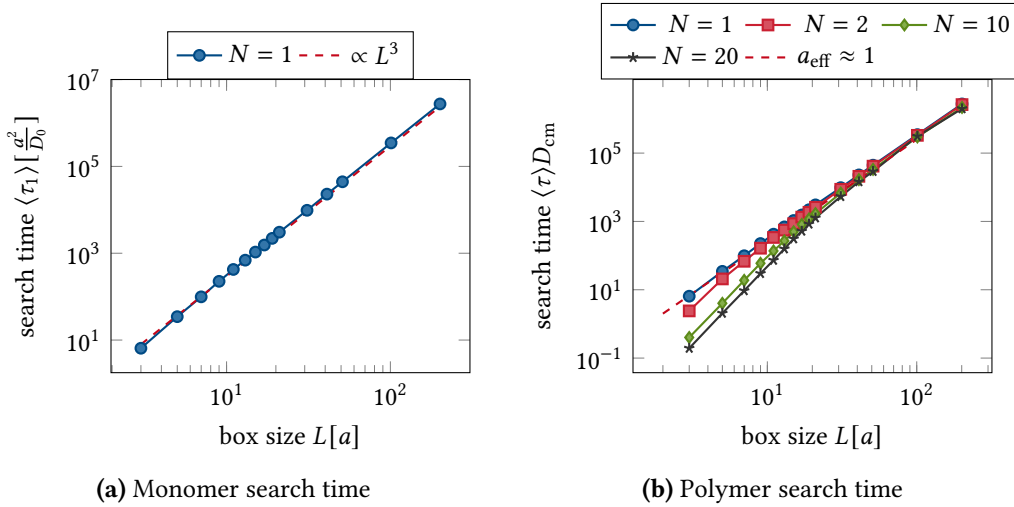 N = 1 ∝ L³
search time ⟨τ₁⟩[a²/D₀]
10⁷
10⁵
10³
10¹
10¹ 10²
box size L[a]
(a) Monomer search time
N = 1 N = 2 N = 10
N = 20 a_eff ≈ 1
search time ⟨τ⟩D_cm
10⁵
10³
10¹
10⁻¹
10¹ 10²
box size L[a]
(b) Polymer search time